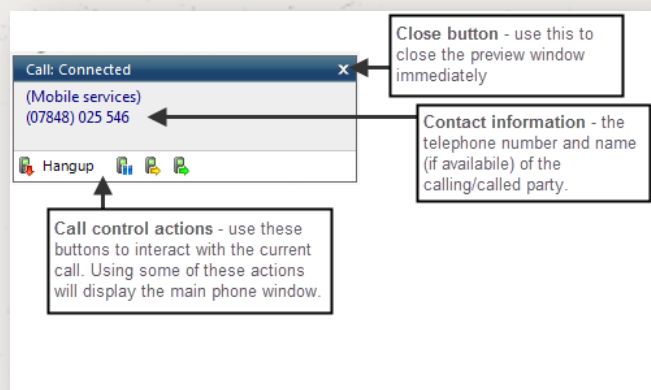 Close button - use this to
close the preview window
immediately
Call: Connected x
(Mobile services)
(07848) 025 546
Contact information - the
telephone number and name
(if availabile) of the
calling/called party.
Hangup
Call control actions - use these
buttons to interact with the current
call. Using some of these actions
will display the main phone window.